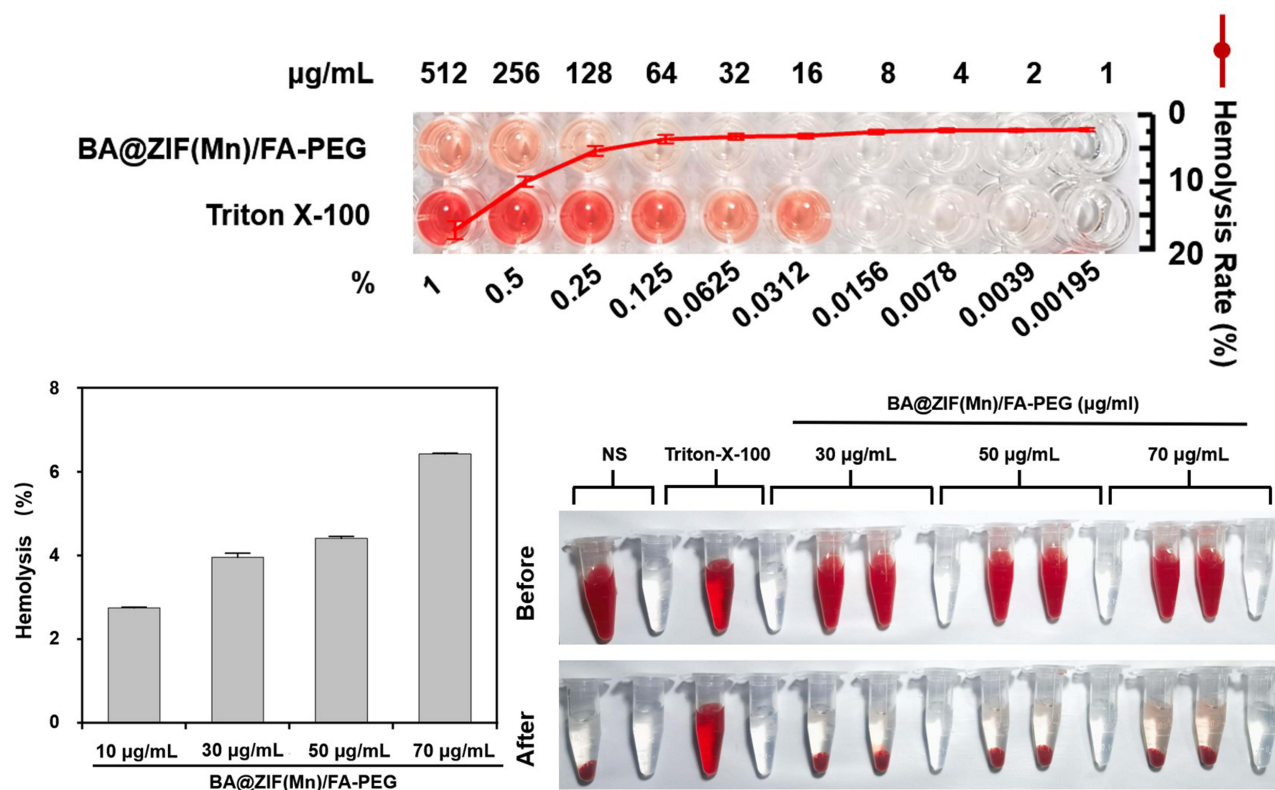 µg/mL 512 256 128 64 32 16 8 4 2 1
BA@ZIF(Mn)/FA-PEG
Triton X-100
% 1 0.5 0.25 0.125 0.0625 0.0312 0.0156 0.0078 0.0039 0.00195
0
10
20
Hemolysis Rate (%)
8
6
4
2
0
Hemolysis (%)
10 µg/mL 30 µg/mL 50 µg/mL 70 µg/mL
BA@ZIF(Mn)/FA-PEG
BA@ZIF(Mn)/FA-PEG (µg/ml)
NS Triton-X-100 30 µg/mL 50 µg/mL 70 µg/mL
Before
After